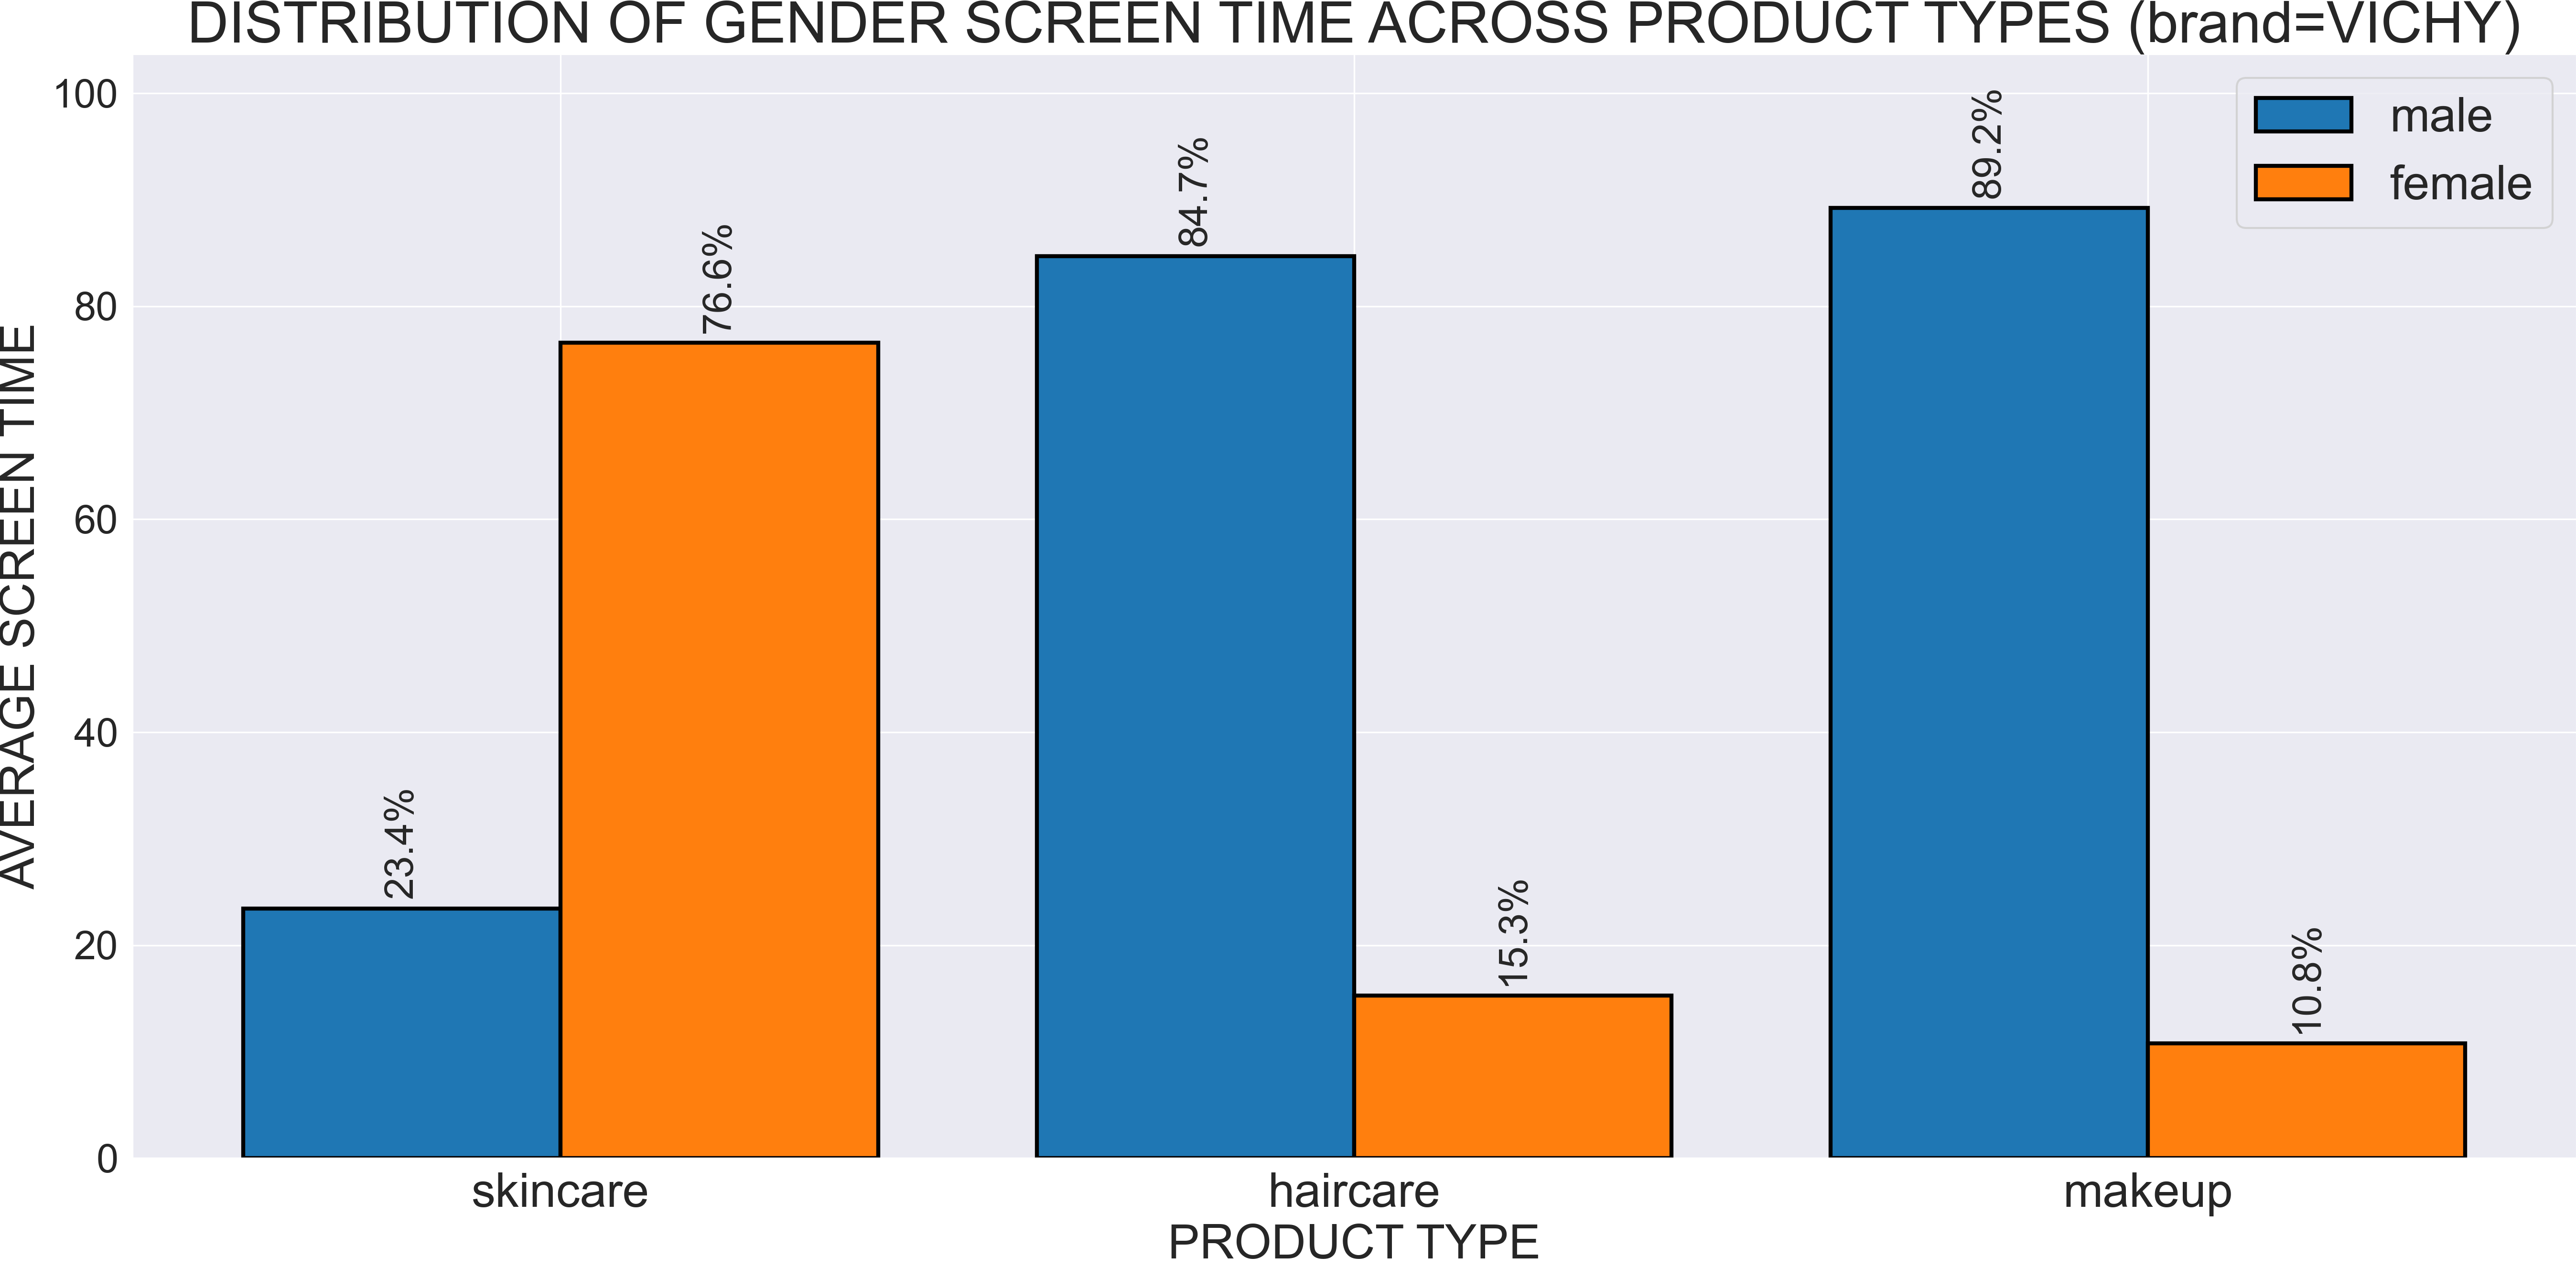 DISTRIBUTION OF GENDER SCREEN TIME ACROSS PRODUCT TYPES (brand=VICHY)
AVERAGE SCREEN TIME
100
80
60
40
20
0
male
female
23.4%
76.6%
84.7%
15.3%
89.2%
10.8%
skincare
haircare
makeup
PRODUCT TYPE